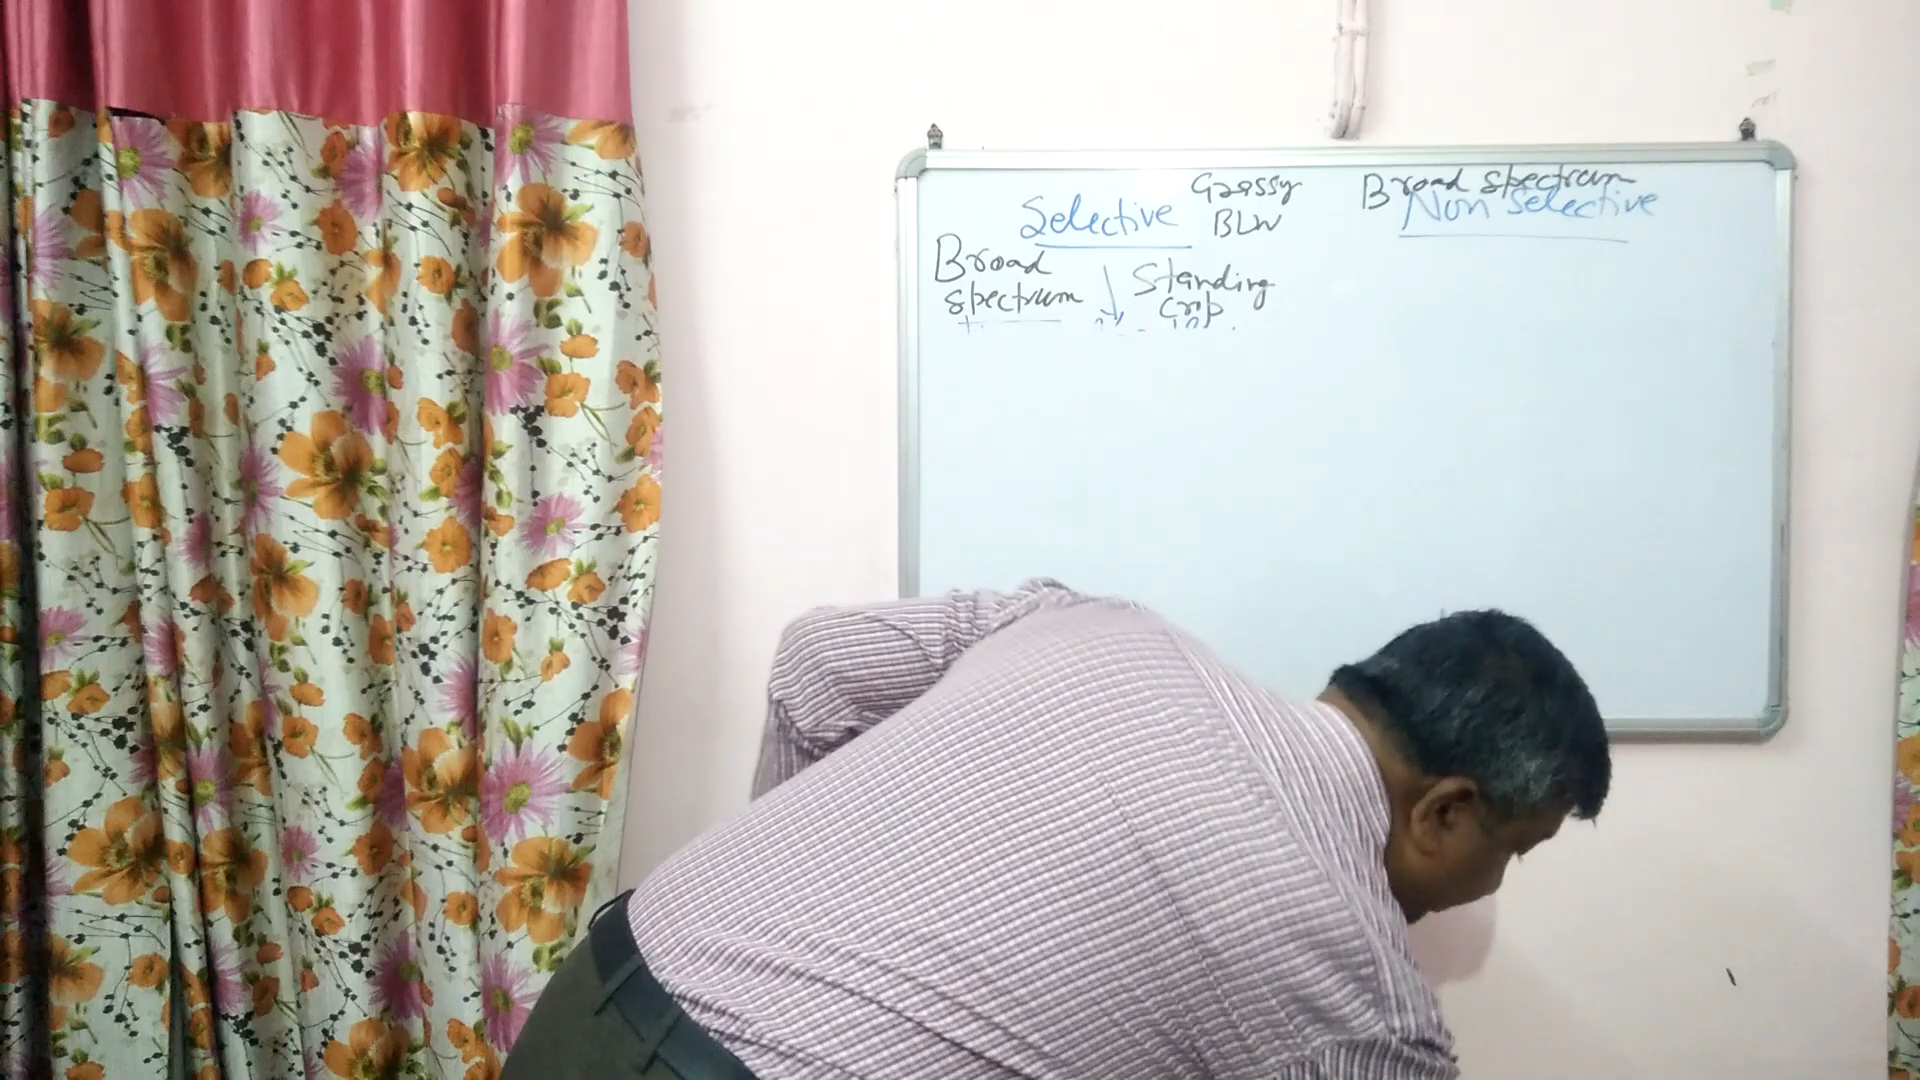 Selective
Grassy
BLW
Broad spectrum
Non Selective
Broad
spectrum
Standing
crop